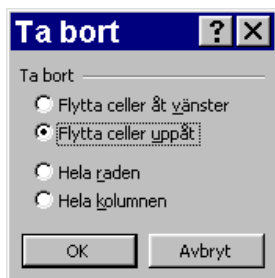 Ta bort
Ta bort
Flytta celler åt vänster
Flytta celler uppåt
Hela raden
Hela kolumnen
OK Avbryt